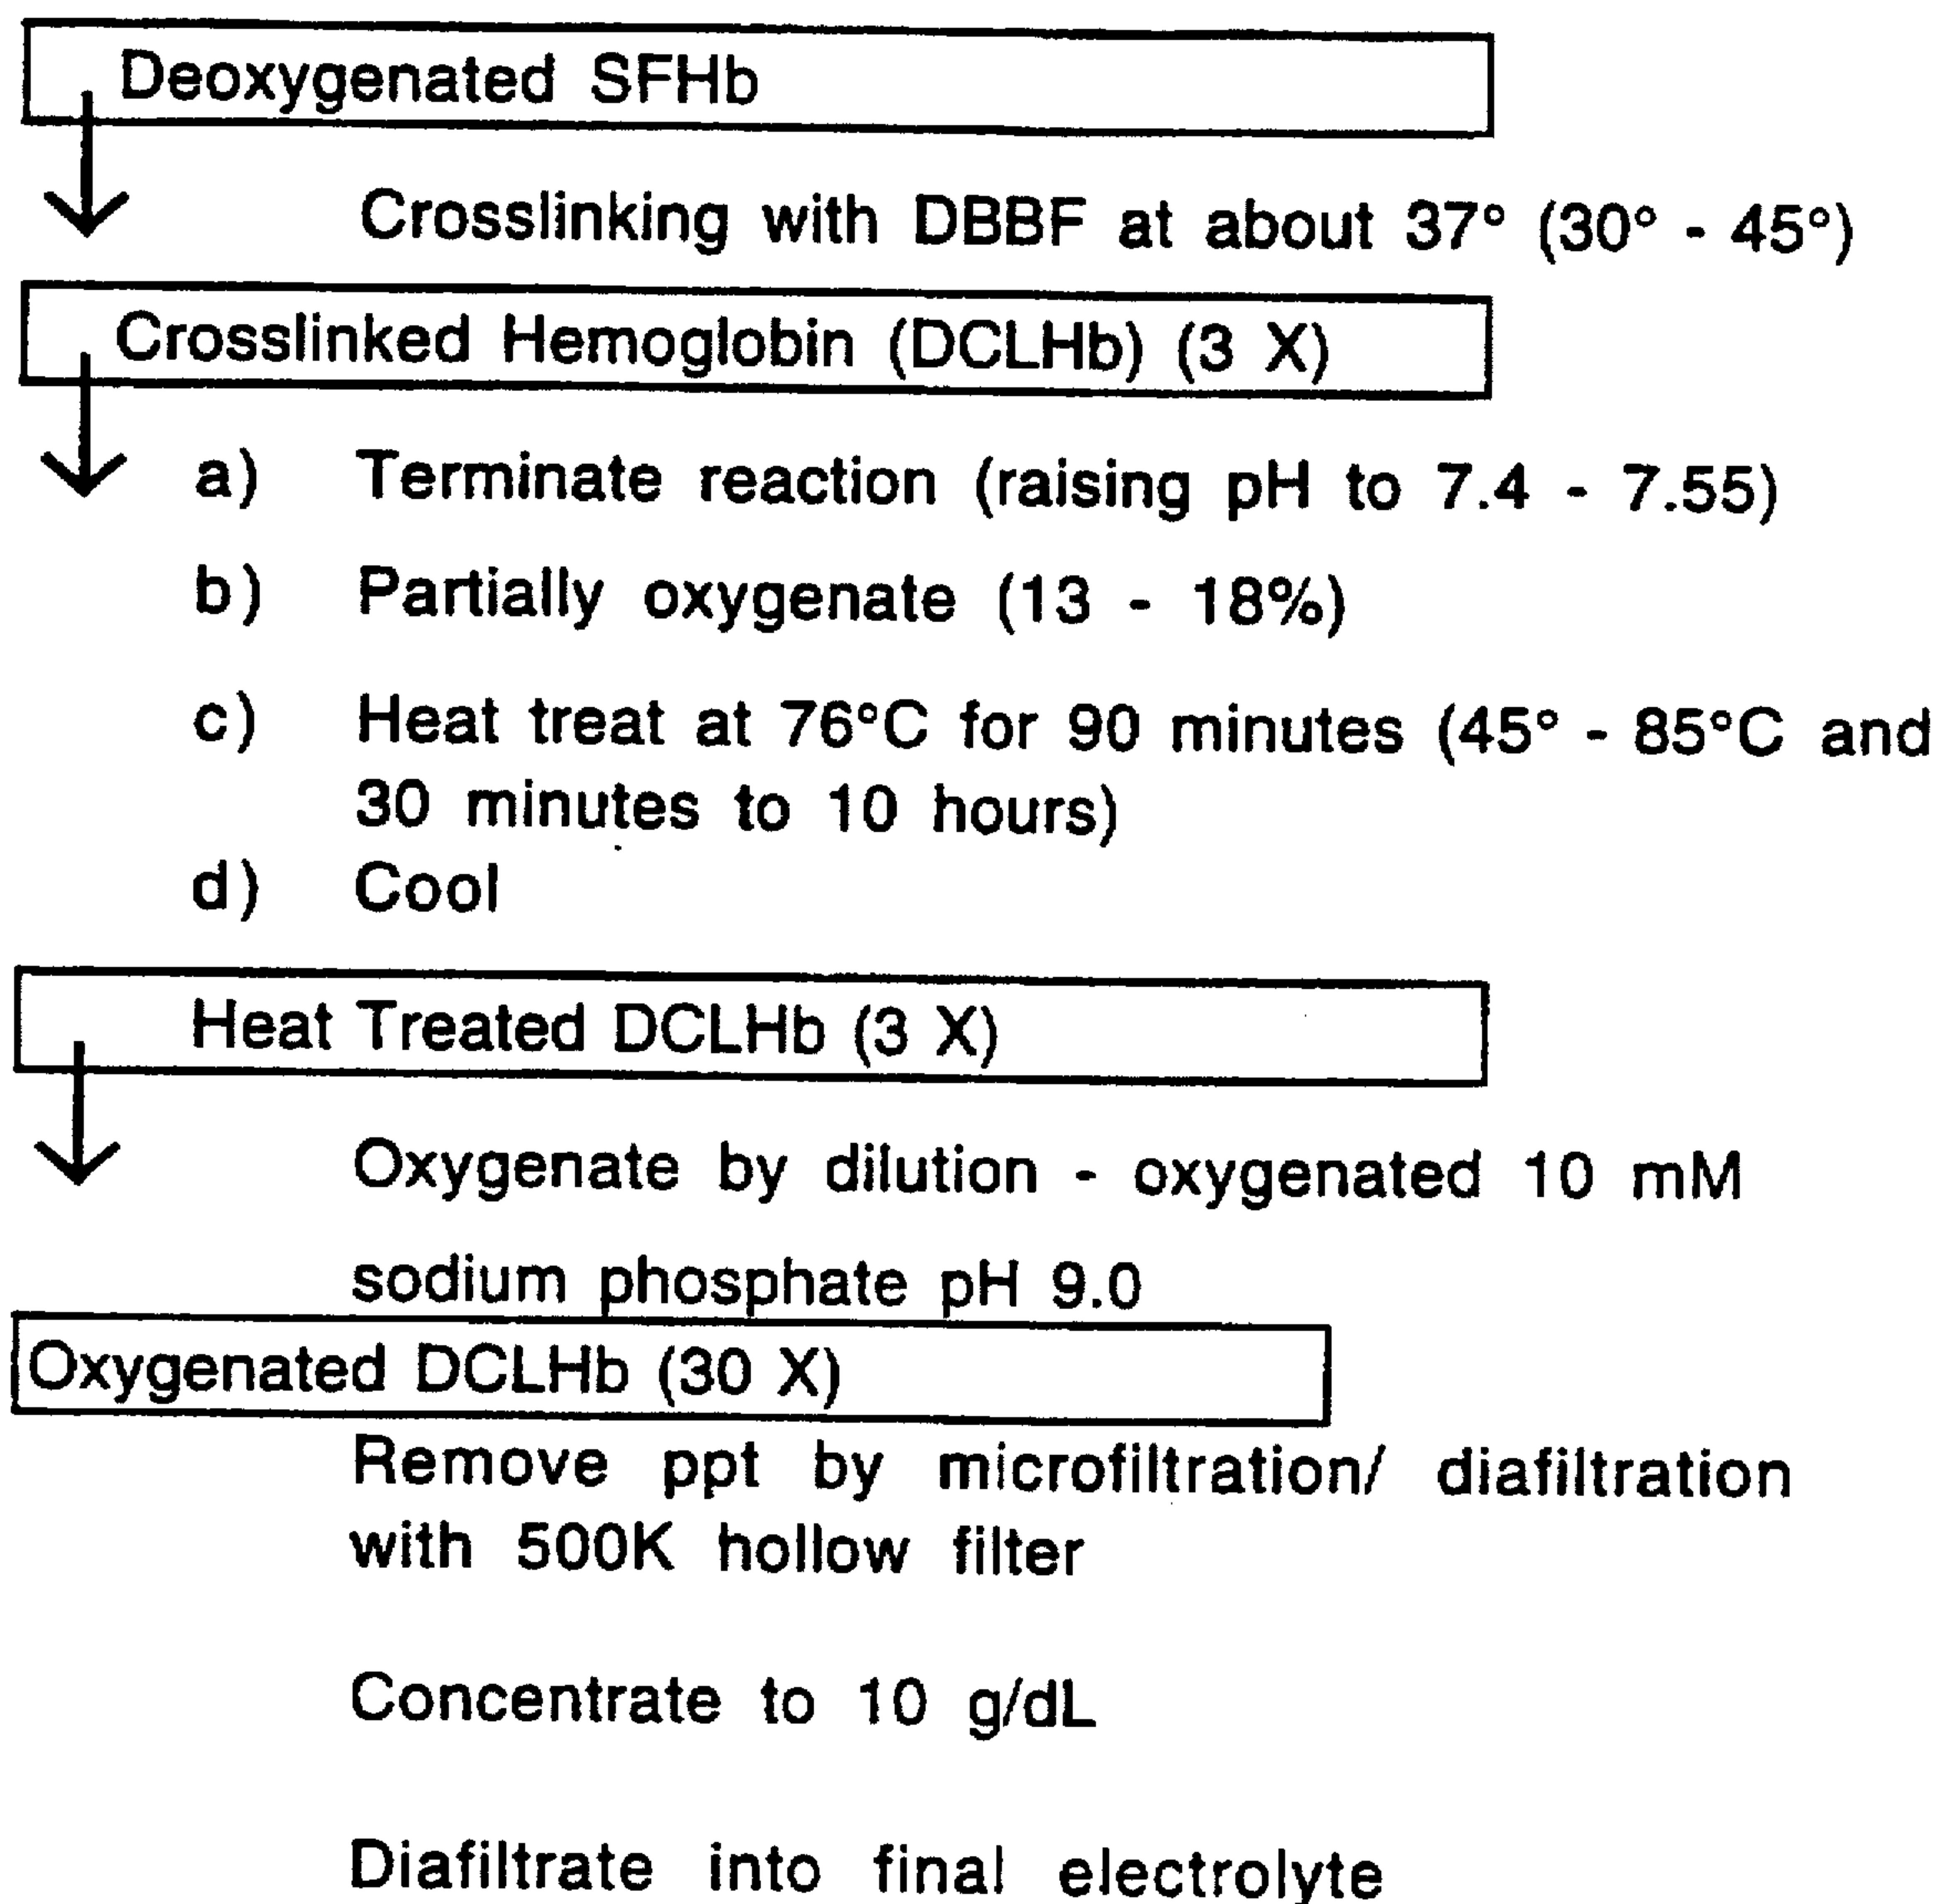 Deoxygenated SFHb
Crosslinking with DBBF at about 37° (30° - 45°)
Crosslinked Hemoglobin (DCLHb) (3 X)
a) Terminate reaction (raising pH to 7.4 - 7.55)
b) Partially oxygenate (13 - 18%)
c) Heat treat at 76°C for 90 minutes (45° - 85°C and
30 minutes to 10 hours)
d) Cool
Heat Treated DCLHb (3 X)
Oxygenate by dilution - oxygenated 10 mM
sodium phosphate pH 9.0
Oxygenated DCLHb (30 X)
Remove ppt by microfiltration/ diafiltration
with 500K hollow filter
Concentrate to 10 g/dL
Diafiltrate into final electrolyte